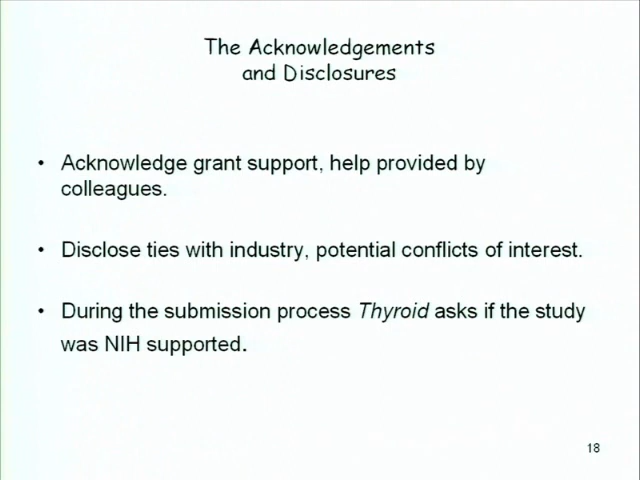 The Acknowledgements
and Disclosures
• Acknowledge grant support, help provided by
colleagues.
• Disclose ties with industry, potential conflicts of interest.
• During the submission process Thyroid asks if the study
was NIH supported.
18